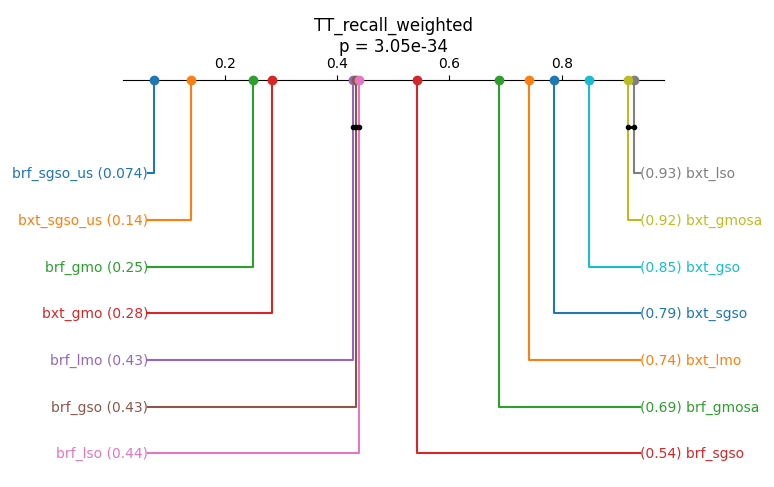 TT_recall_weighted
p = 3.05e-34
0.2 0.4 0.6 0.8
brf_sgso_us (0.074) (0.93) bxt_lso
bxt_sgso_us (0.14) (0.92) bxt_gmosa
brf_gmo (0.25) (0.85) bxt_gso
bxt_gmo (0.28) (0.79) bxt_sgso
brf_lmo (0.43) (0.74) bxt_lmo
brf_gso (0.43) (0.69) brf_gmosa
brf_lso (0.44) (0.54) brf_sgso